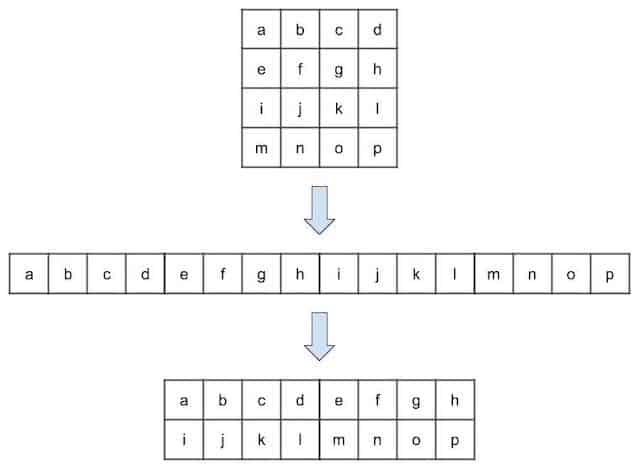 a b c d
e f g h
i j k l
m n o p
a b c d e f g h i j k l m n o p
a b c d e f g h
i j k l m n o p